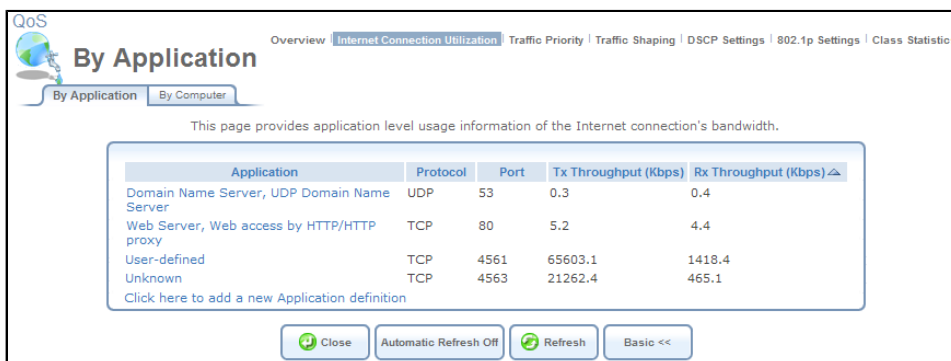 QoS
By Application
Overview | Internet Connection Utilization | Traffic Priority | Traffic Shaping | DSCP Settings | 802.1p Settings | Class Statistic
By Application By Computer
This page provides application level usage information of the Internet connection's bandwidth.
Application Protocol Port Tx Throughput (Kbps) Rx Throughput (Kbps)
Domain Name Server, UDP Domain Name UDP 53 0.3 0.4
Server
Web Server, Web access by HTTP/HTTP TCP 80 5.2 4.4
proxy
User-defined TCP 4561 65603.1 1418.4
Unknown TCP 4563 21262.4 465.1
Click here to add a new Application definition
Close Automatic Refresh Off Refresh Basic <<